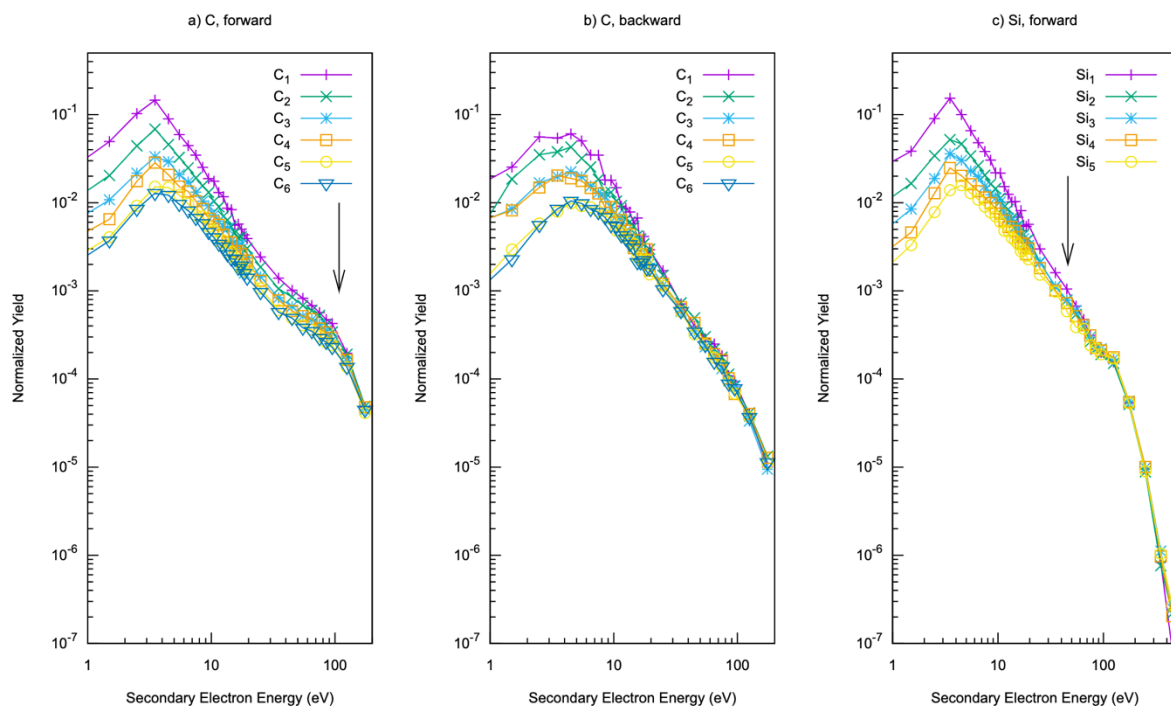 a) C, forward
Normalized Yield
10⁻¹
10⁻²
10⁻³
10⁻⁴
10⁻⁵
10⁻⁶
10⁻⁷
1
10
100
Secondary Electron Energy (eV)
C₁
C₂
C₃
C₄
C₅
C₆
b) C, backward
Normalized Yield
10⁻¹
10⁻²
10⁻³
10⁻⁴
10⁻⁵
10⁻⁶
10⁻⁷
1
10
100
Secondary Electron Energy (eV)
C₁
C₂
C₃
C₄
C₅
C₆
c) Si, forward
Normalized Yield
10⁻¹
10⁻²
10⁻³
10⁻⁴
10⁻⁵
10⁻⁶
10⁻⁷
1
10
100
Secondary Electron Energy (eV)
Si₁
Si₂
Si₃
Si₄
Si₅